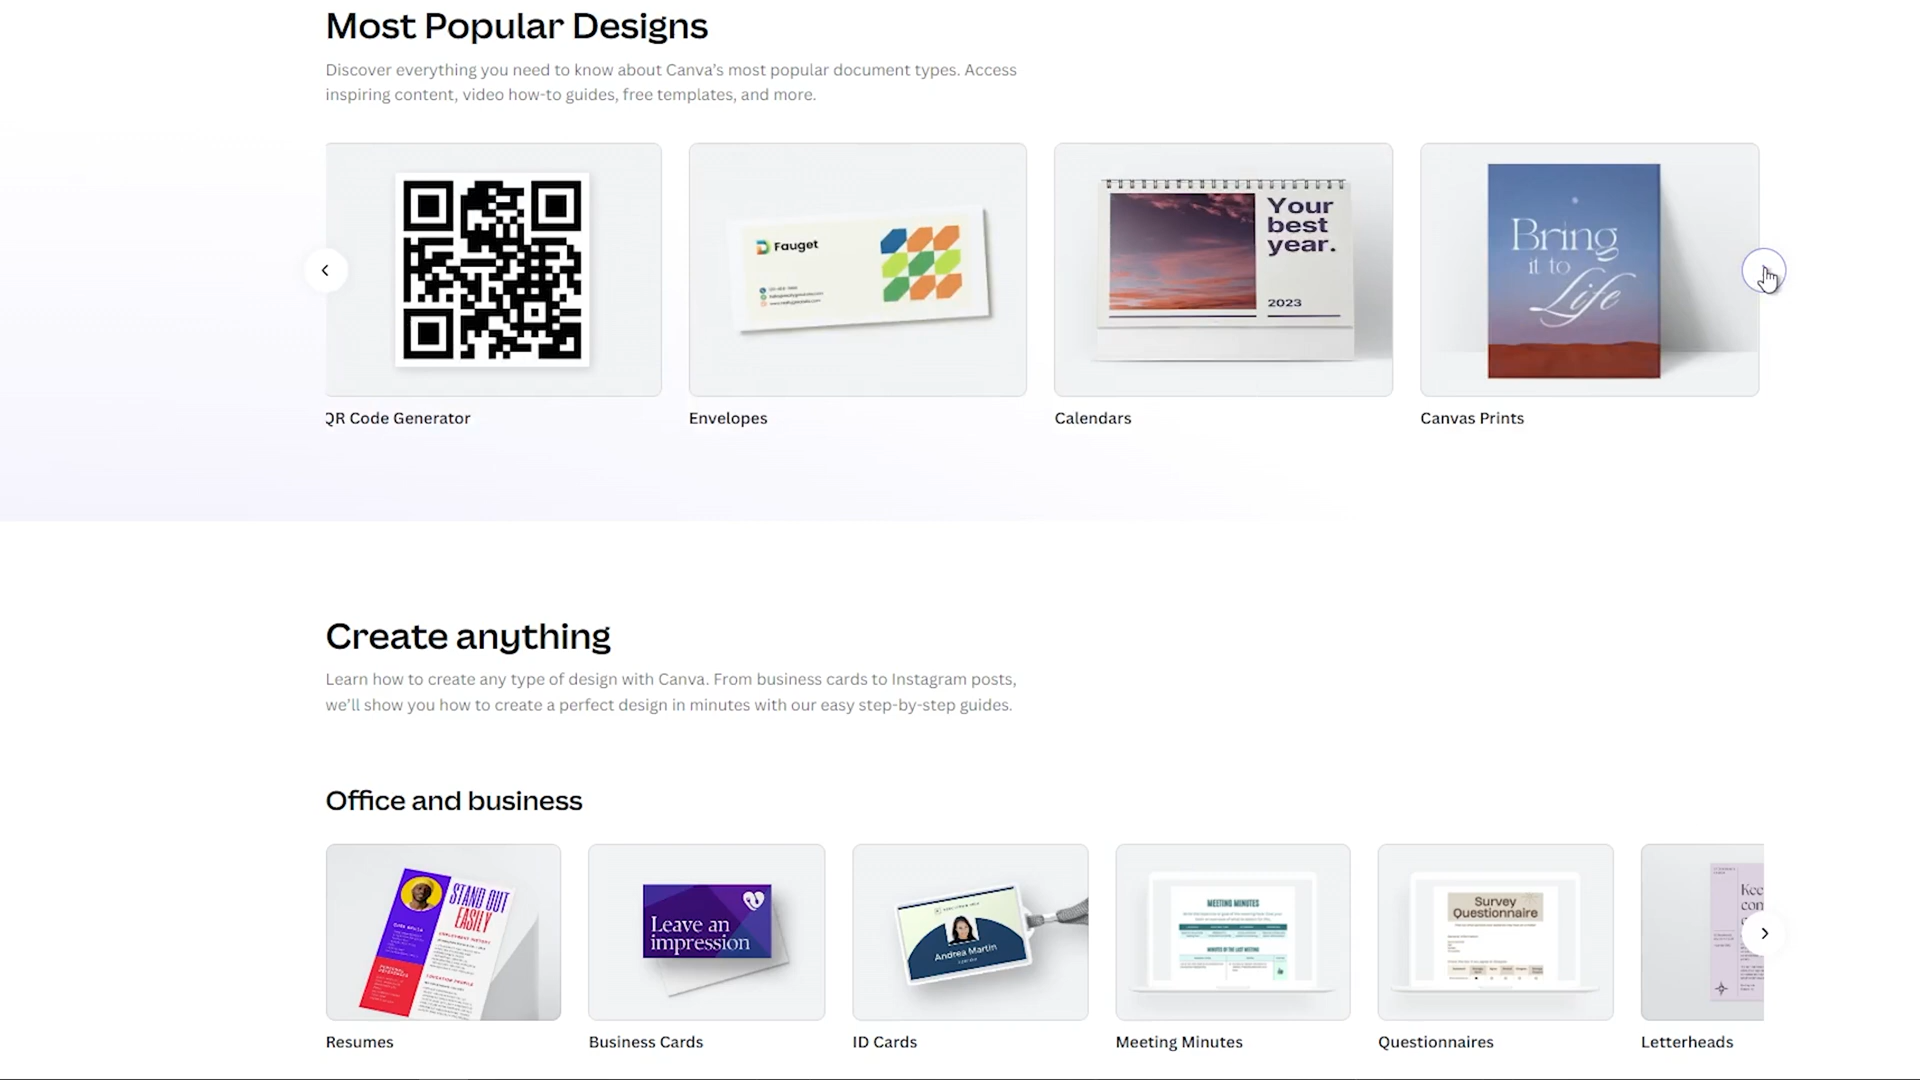 Most Popular Designs
Discover everything you need to know about Canva's most popular document types. Access
inspiring content, video how-to guides, free templates, and more.
Fauget
Your
best
year.
2023
Bring
it to
Life
QR Code Generator
Envelopes
Calendars
Canvas Prints
Create anything
Learn how to create any type of design with Canva. From business cards to Instagram posts,
we'll show you how to create a perfect design in minutes with our easy step-by-step guides.
Office and business
STAND OUT
EASILY
Leave an
impression
Andrea Martin
MEETING MINUTES
MINUTES OF THE LAST MEETING
Survey
Questionnaire
Resumes
Business Cards
ID Cards
Meeting Minutes
Questionnaires
Letterheads